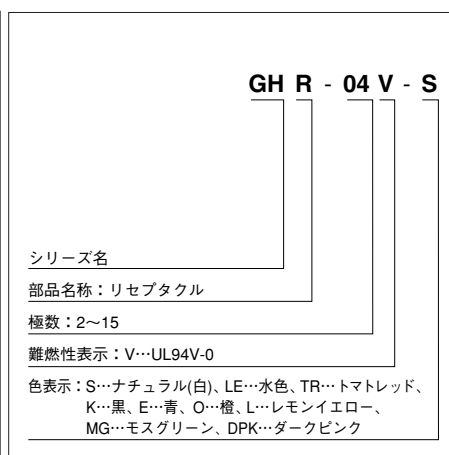 GH R - 04 V - S
シリーズ名
部品名称：リセプタクル
極数：2～15
難燃性表示：V…UL94V-0
色表示：S…ナチュラル(白)、LE…水色、TR…トマトレッド、
K…黒、E…青、O…橙、L…レモンイエロー、
MG…モスグリーン、DPK…ダークピンク